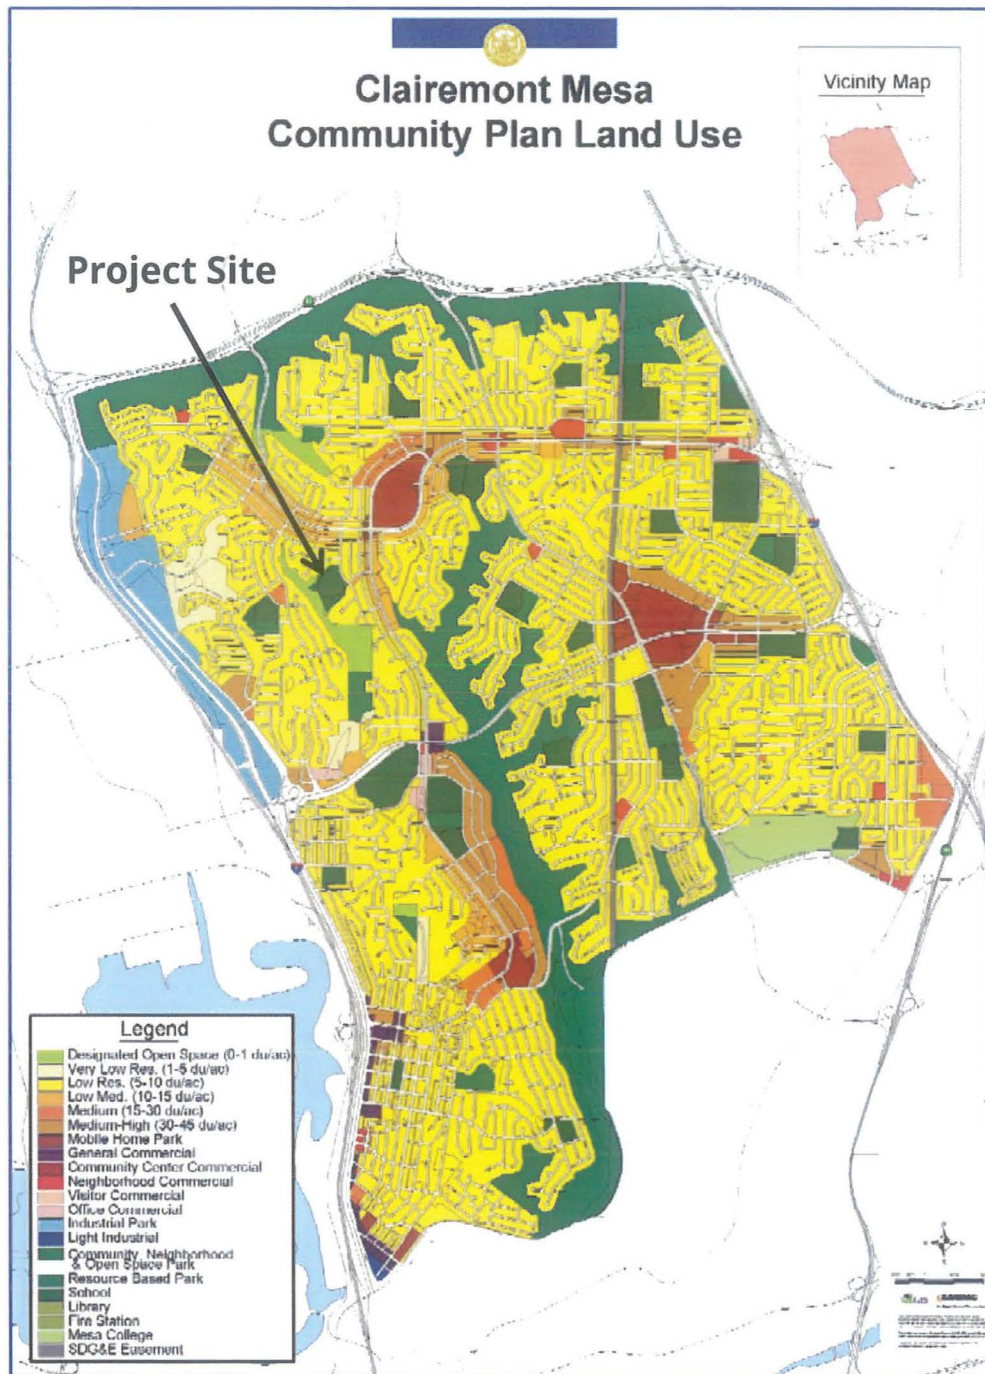 Clairemont Mesa
Community Plan Land Use
Vicinity Map
Project Site
Legend
Designated Open Space (0-1 du/ac)
Very Low Res. (1-5 du/ac)
Low Res. (5-10 du/ac)
Low Med. (10-15 du/ac)
Medium (15-30 du/ac)
Medium-High (30-45 du/ac)
Mobile Home Park
General Commercial
Community Center Commercial
Neighborhood Commercial
Visitor Commercial
Office Commercial
Industrial Park
Light Industrial
Community, Neighborhood
& Open Space Park
Resource Based Park
School
Library
Fire Station
Mesa College
SDG&E Easement